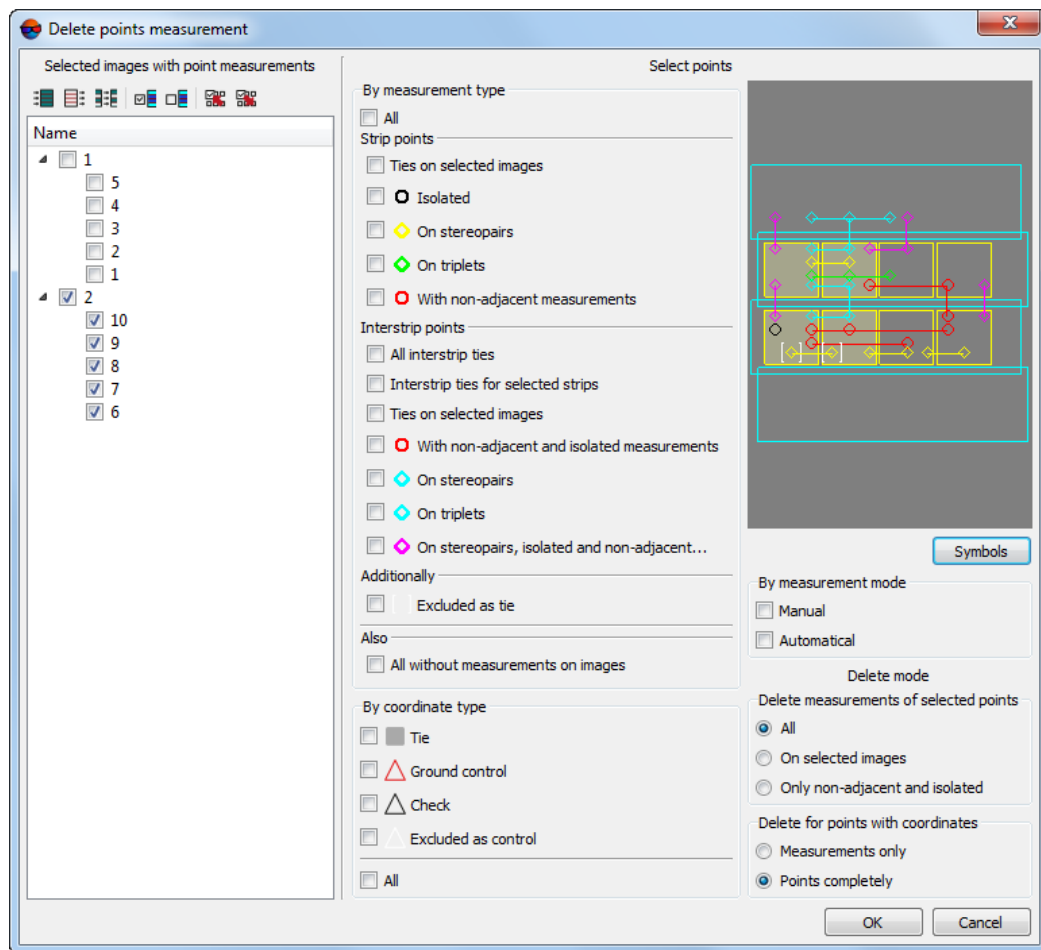 Delete points measurement
Selected images with point measurements
Name
1
5
4
3
2
1
2
10
9
8
7
6
Select points
By measurement type
All
Strip points
Ties on selected images
Isolated
On stereopairs
On triplets
With non-adjacent measurements
Interstrip points
All interstrip ties
Interstrip ties for selected strips
Ties on selected images
With non-adjacent and isolated measurements
On stereopairs
On triplets
On stereopairs, isolated and non-adjacent...
Additionally
[ ] Excluded as tie
Also
All without measurements on images
By coordinate type
Tie
Ground control
Check
Excluded as control
All
[ ] [ ]
Symbols
By measurement mode
Manual
Automatical
Delete mode
Delete measurements of selected points
All
On selected images
Only non-adjacent and isolated
Delete for points with coordinates
Measurements only
Points completely
OK
Cancel